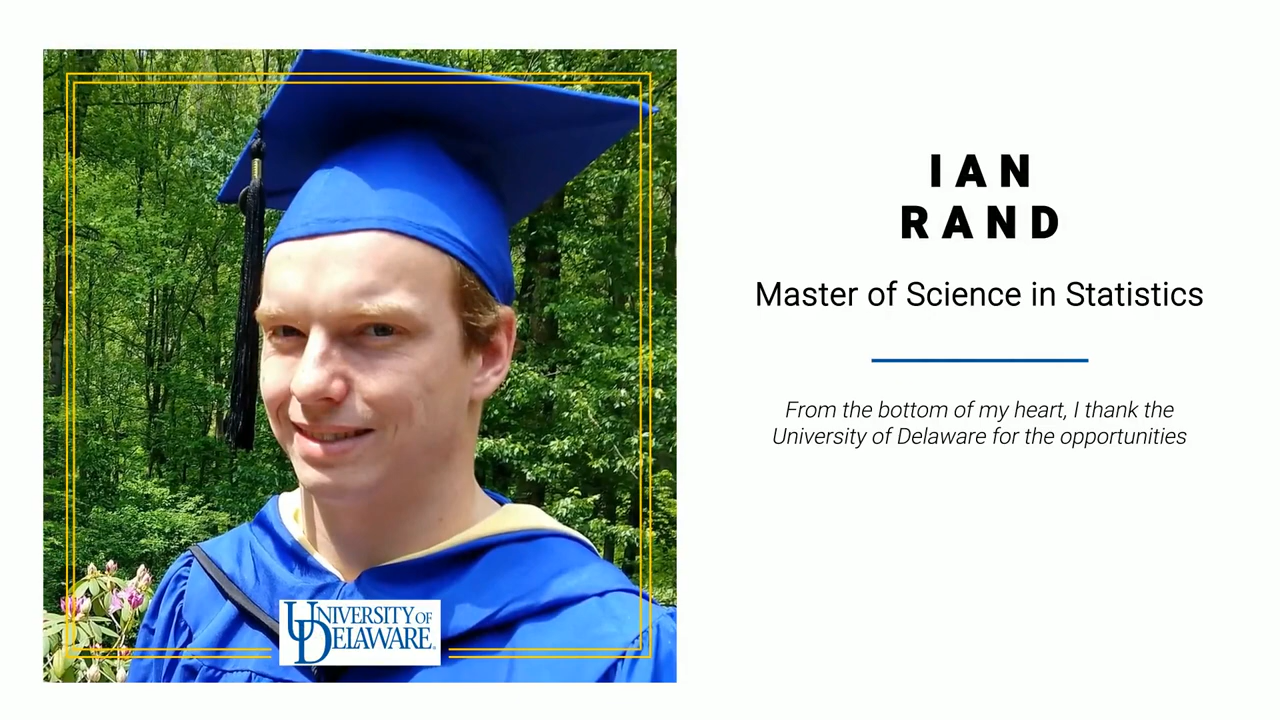 IAN
RAND
Master of Science in Statistics
From the bottom of my heart, I thank the
University of Delaware for the opportunities
UNIVERSITY OF
DELAWARE